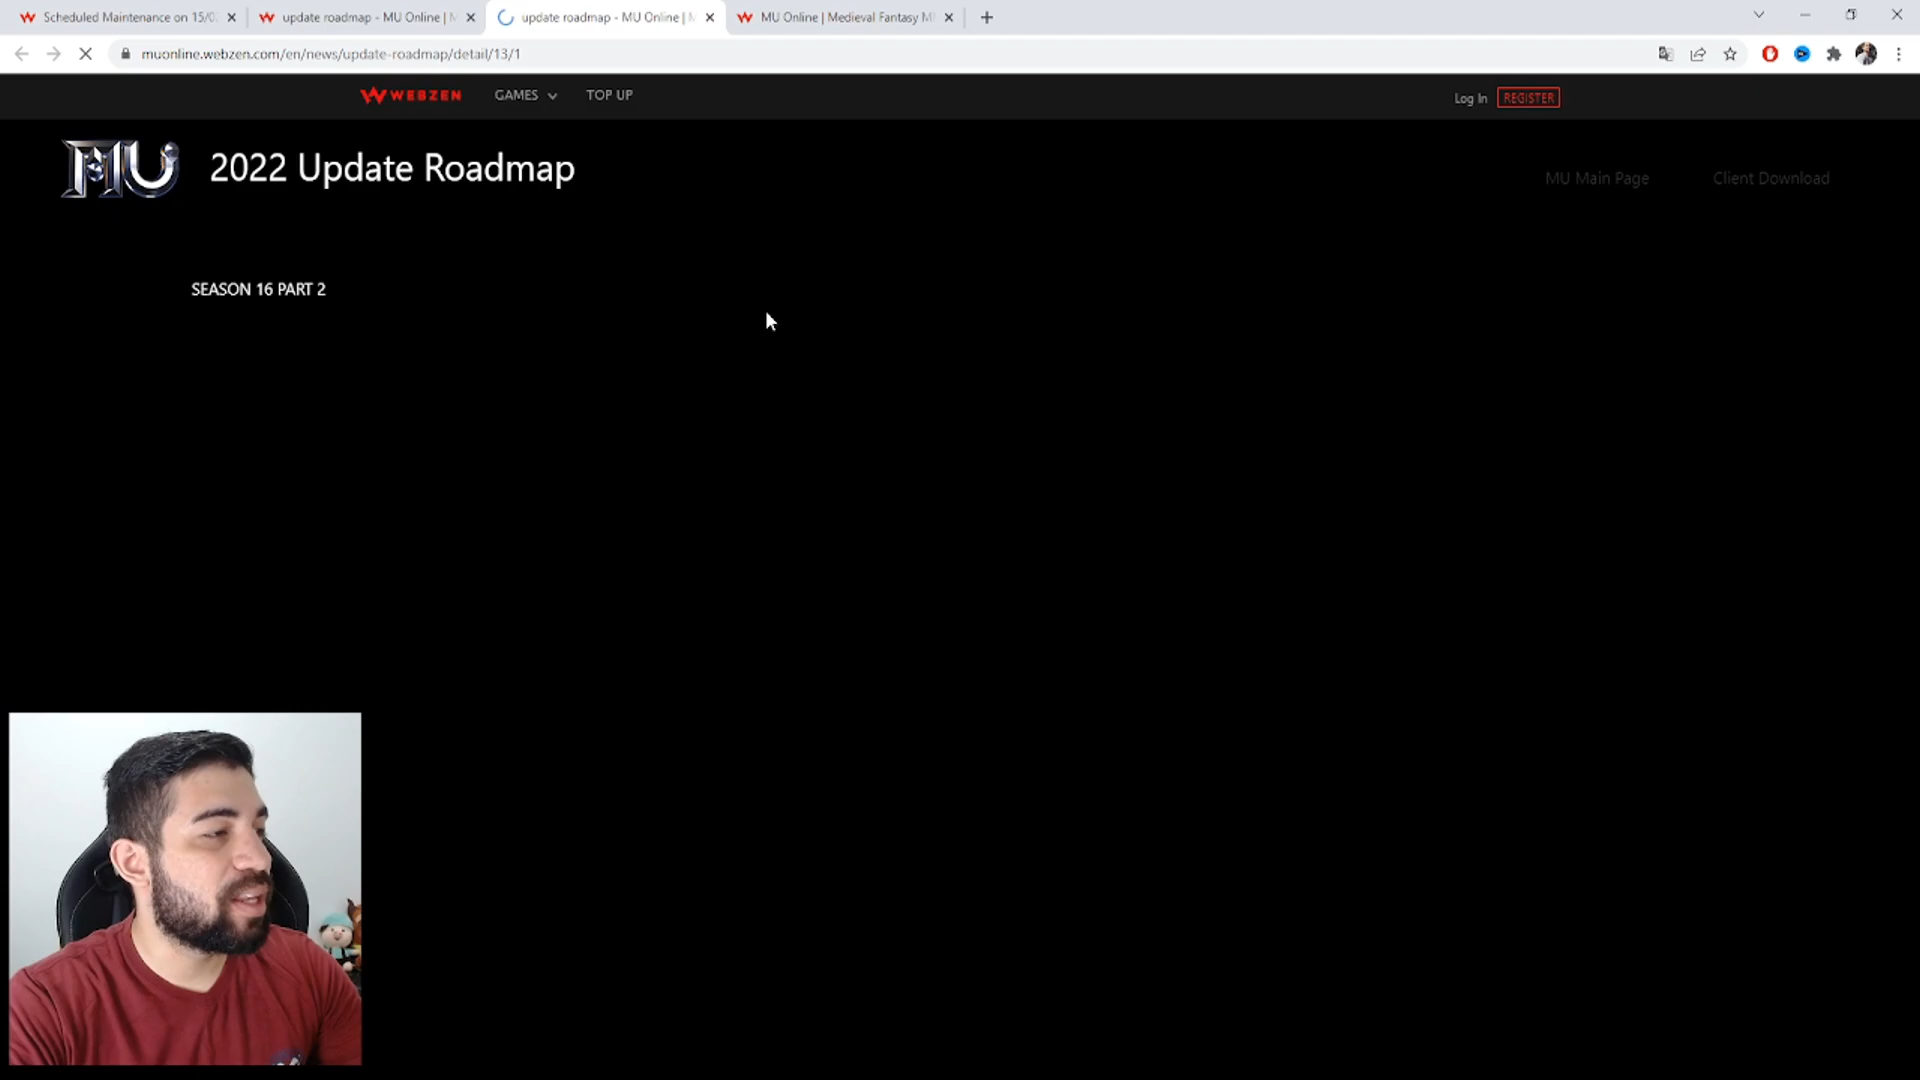 Scheduled Maintenance on 15/0
update roadmap - MU Online |
update roadmap - MU Online |
MU Online | Medieval Fantasy M
muonline.webzen.com/en/news/update-roadmap/detail/13/1
WEBZEN
GAMES
TOP UP
Log In
REGISTER
MU
2022 Update Roadmap
MU Main Page
Client Download
SEASON 16 PART 2